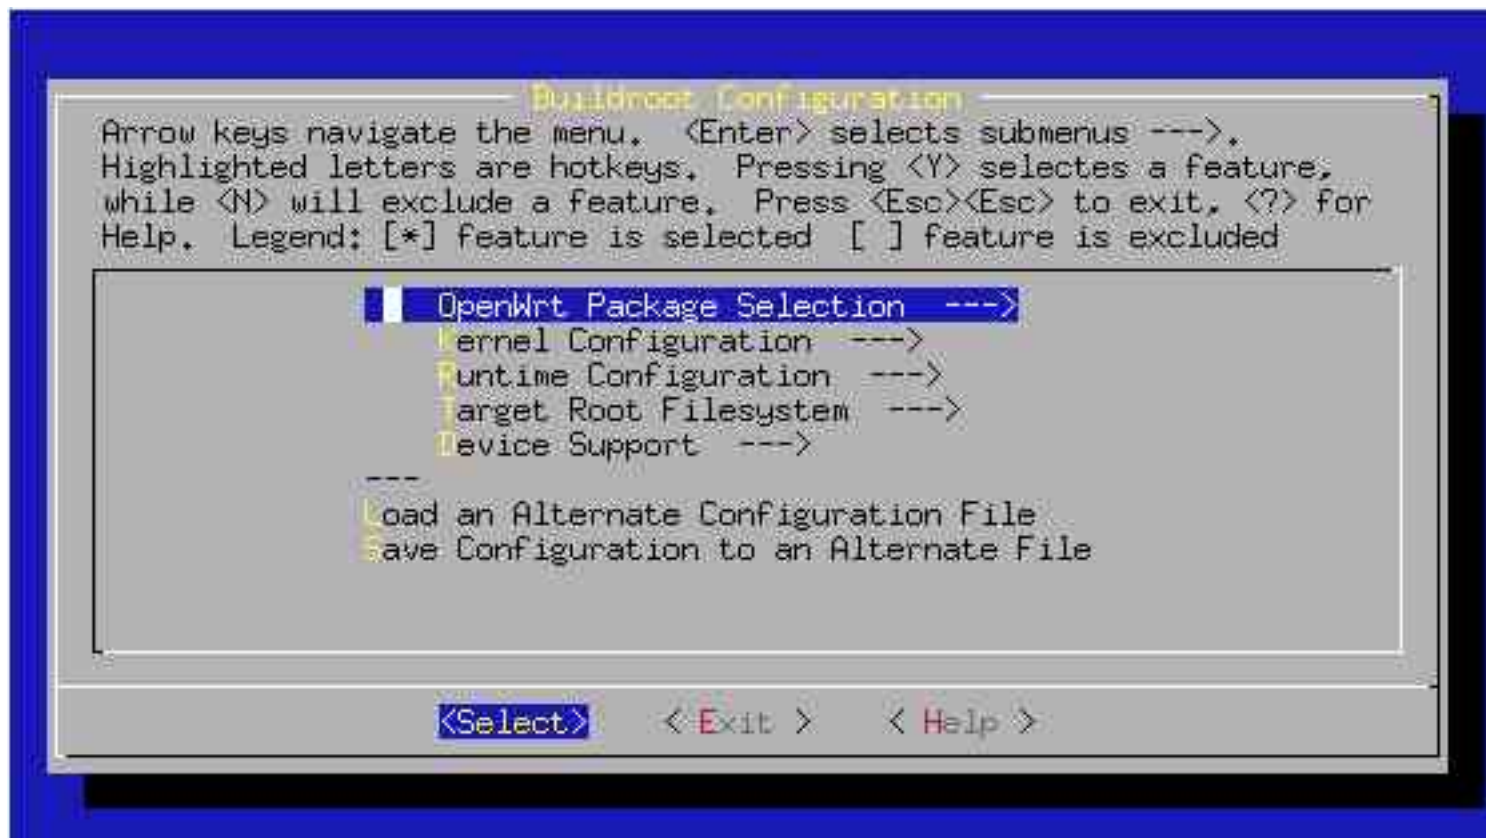 Buildroot Configuration
Arrow keys navigate the menu. <Enter> selects submenus --->.
Highlighted letters are hotkeys. Pressing <Y> selectes a feature,
while <N> will exclude a feature. Press <Esc><Esc> to exit, <?> for
Help. Legend: [*] feature is selected [ ] feature is excluded
OpenWrt Package Selection --->
Kernel Configuration --->
Runtime Configuration --->
Target Root Filesystem --->
Device Support --->
---
Load an Alternate Configuration File
Save Configuration to an Alternate File
<Select> < Exit > < Help >